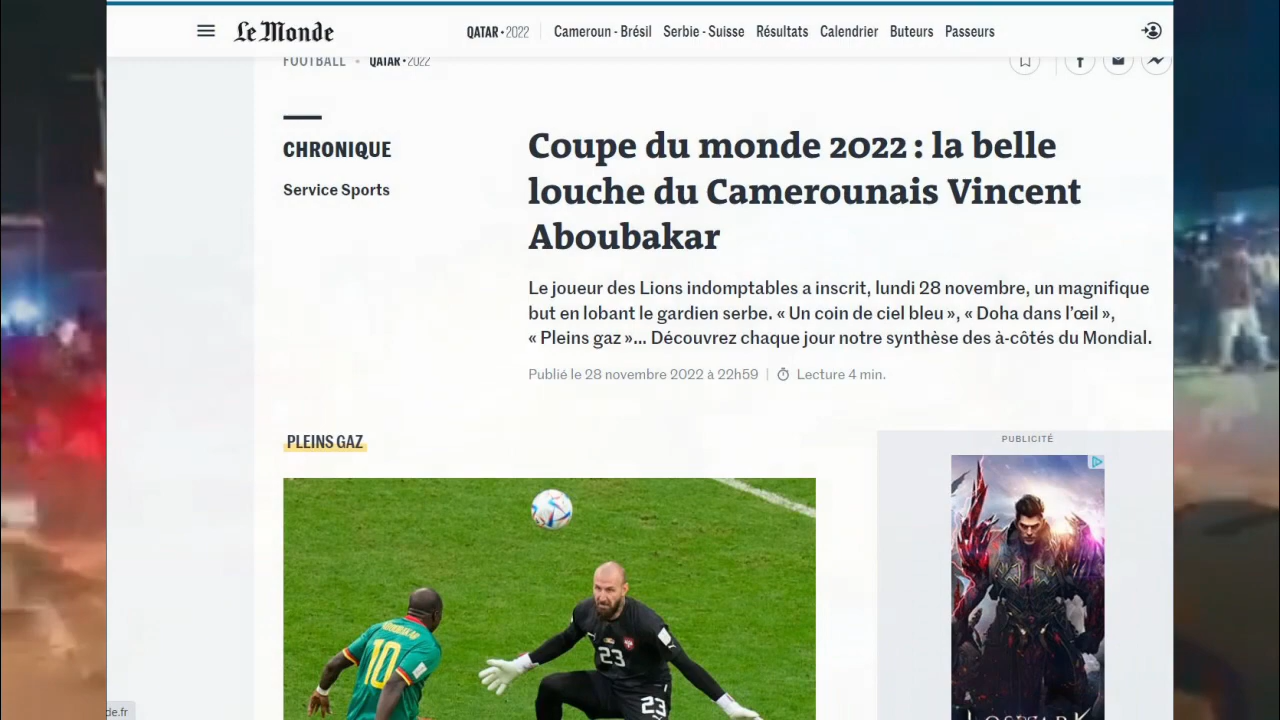 Le Monde
QATAR • 2022
Cameroun - Brésil
Serbie - Suisse
Résultats
Calendrier
Buteurs
Passeurs
FOOTBALL • QATAR • 2022
CHRONIQUE
Service Sports
Coupe du monde 2022 : la belle
louche du Camerounais Vincent
Aboubakar
Le joueur des Lions indomptables a inscrit, lundi 28 novembre, un magnifique
but en lobant le gardien serbe. « Un coin de ciel bleu », « Doha dans l’œil »,
« Pleins gaz »… Découvrez chaque jour notre synthèse des à-côtés du Mondial.
Publié le 28 novembre 2022 à 22h59 | Lecture 4 min.
PLEINS GAZ
PUBLICITÉ
10
23
23
LOST ARK
de.fr